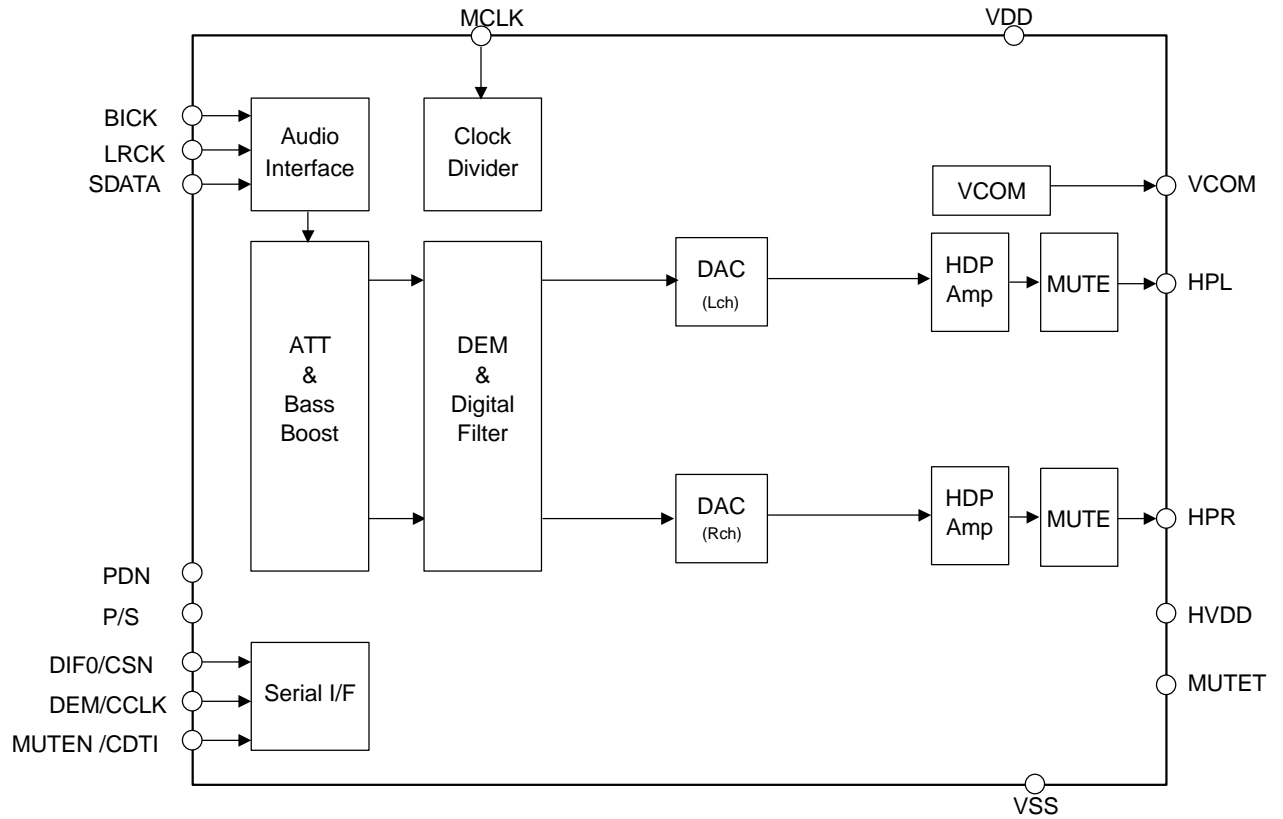 MCLK
VDD
BICK
LRCK
SDATA
Audio
Interface
Clock
Divider
VCOM
VCOM
ATT
&
Bass
Boost
DEM
&
Digital
Filter
DAC
(Lch)
HDP
Amp
MUTE
HPL
DAC
(Rch)
HDP
Amp
MUTE
HPR
PDN
P/S
DIF0/CSN
DEM/CCLK
MUTEN /CDTI
Serial I/F
HVDD
MUTET
VSS